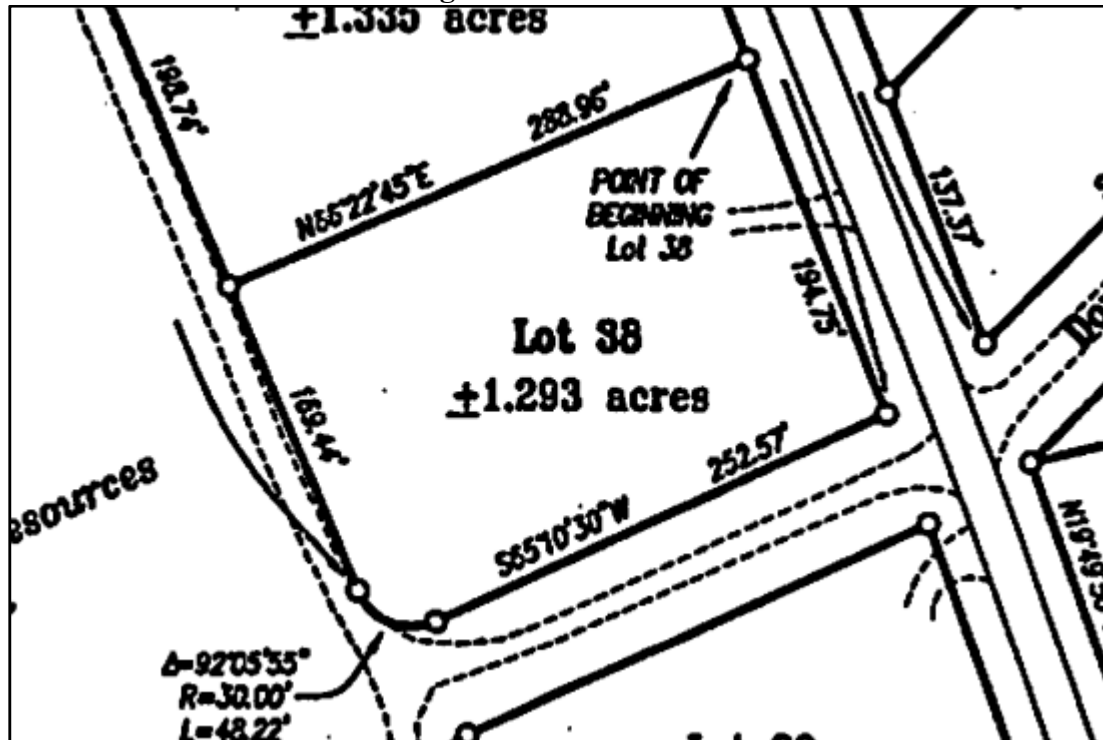 ±1.335 acres
198.74'
288.96'
N66°22'45"E
POINT OF
BEGINNING
Lot 38
137.37'
194.75'
Lot 38
±1.293 acres
169.44'
252.57'
S65°10'30"W
esources
Δ=92°05'55"
R=30.00'
L=48.22'